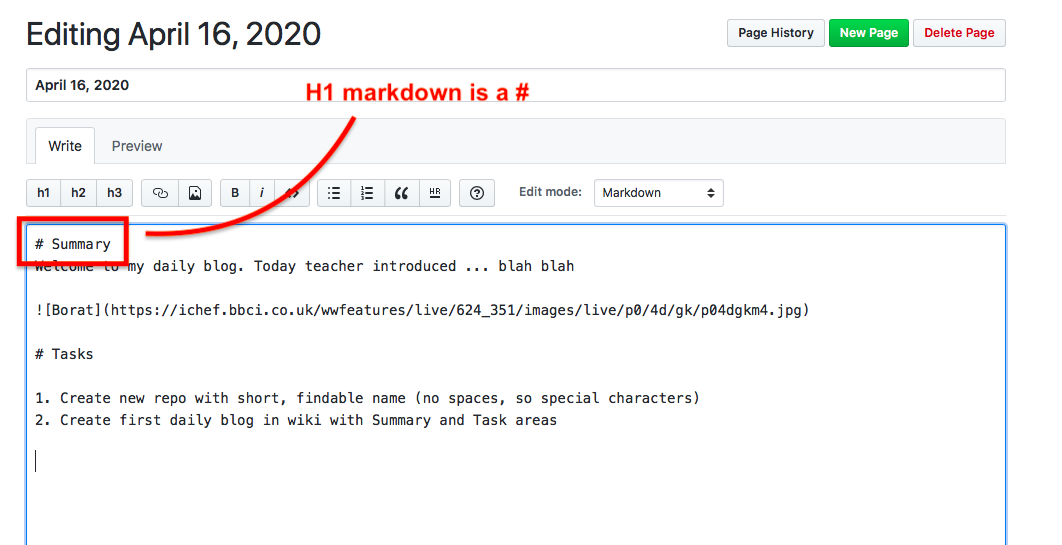 Editing April 16, 2020
Page History New Page Delete Page
April 16, 2020
H1 markdown is a #
Write Preview
h1 h2 h3 B i <> HR Edit mode: Markdown
# Summary
Welcome to my daily blog. Today teacher introduced ... blah blah
![Borat](https://ichef.bbci.co.uk/wwfeatures/live/624_351/images/live/p0/4d/gk/p04dgkm4.jpg)
# Tasks
1. Create new repo with short, findable name (no spaces, so special characters)
2. Create first daily blog in wiki with Summary and Task areas